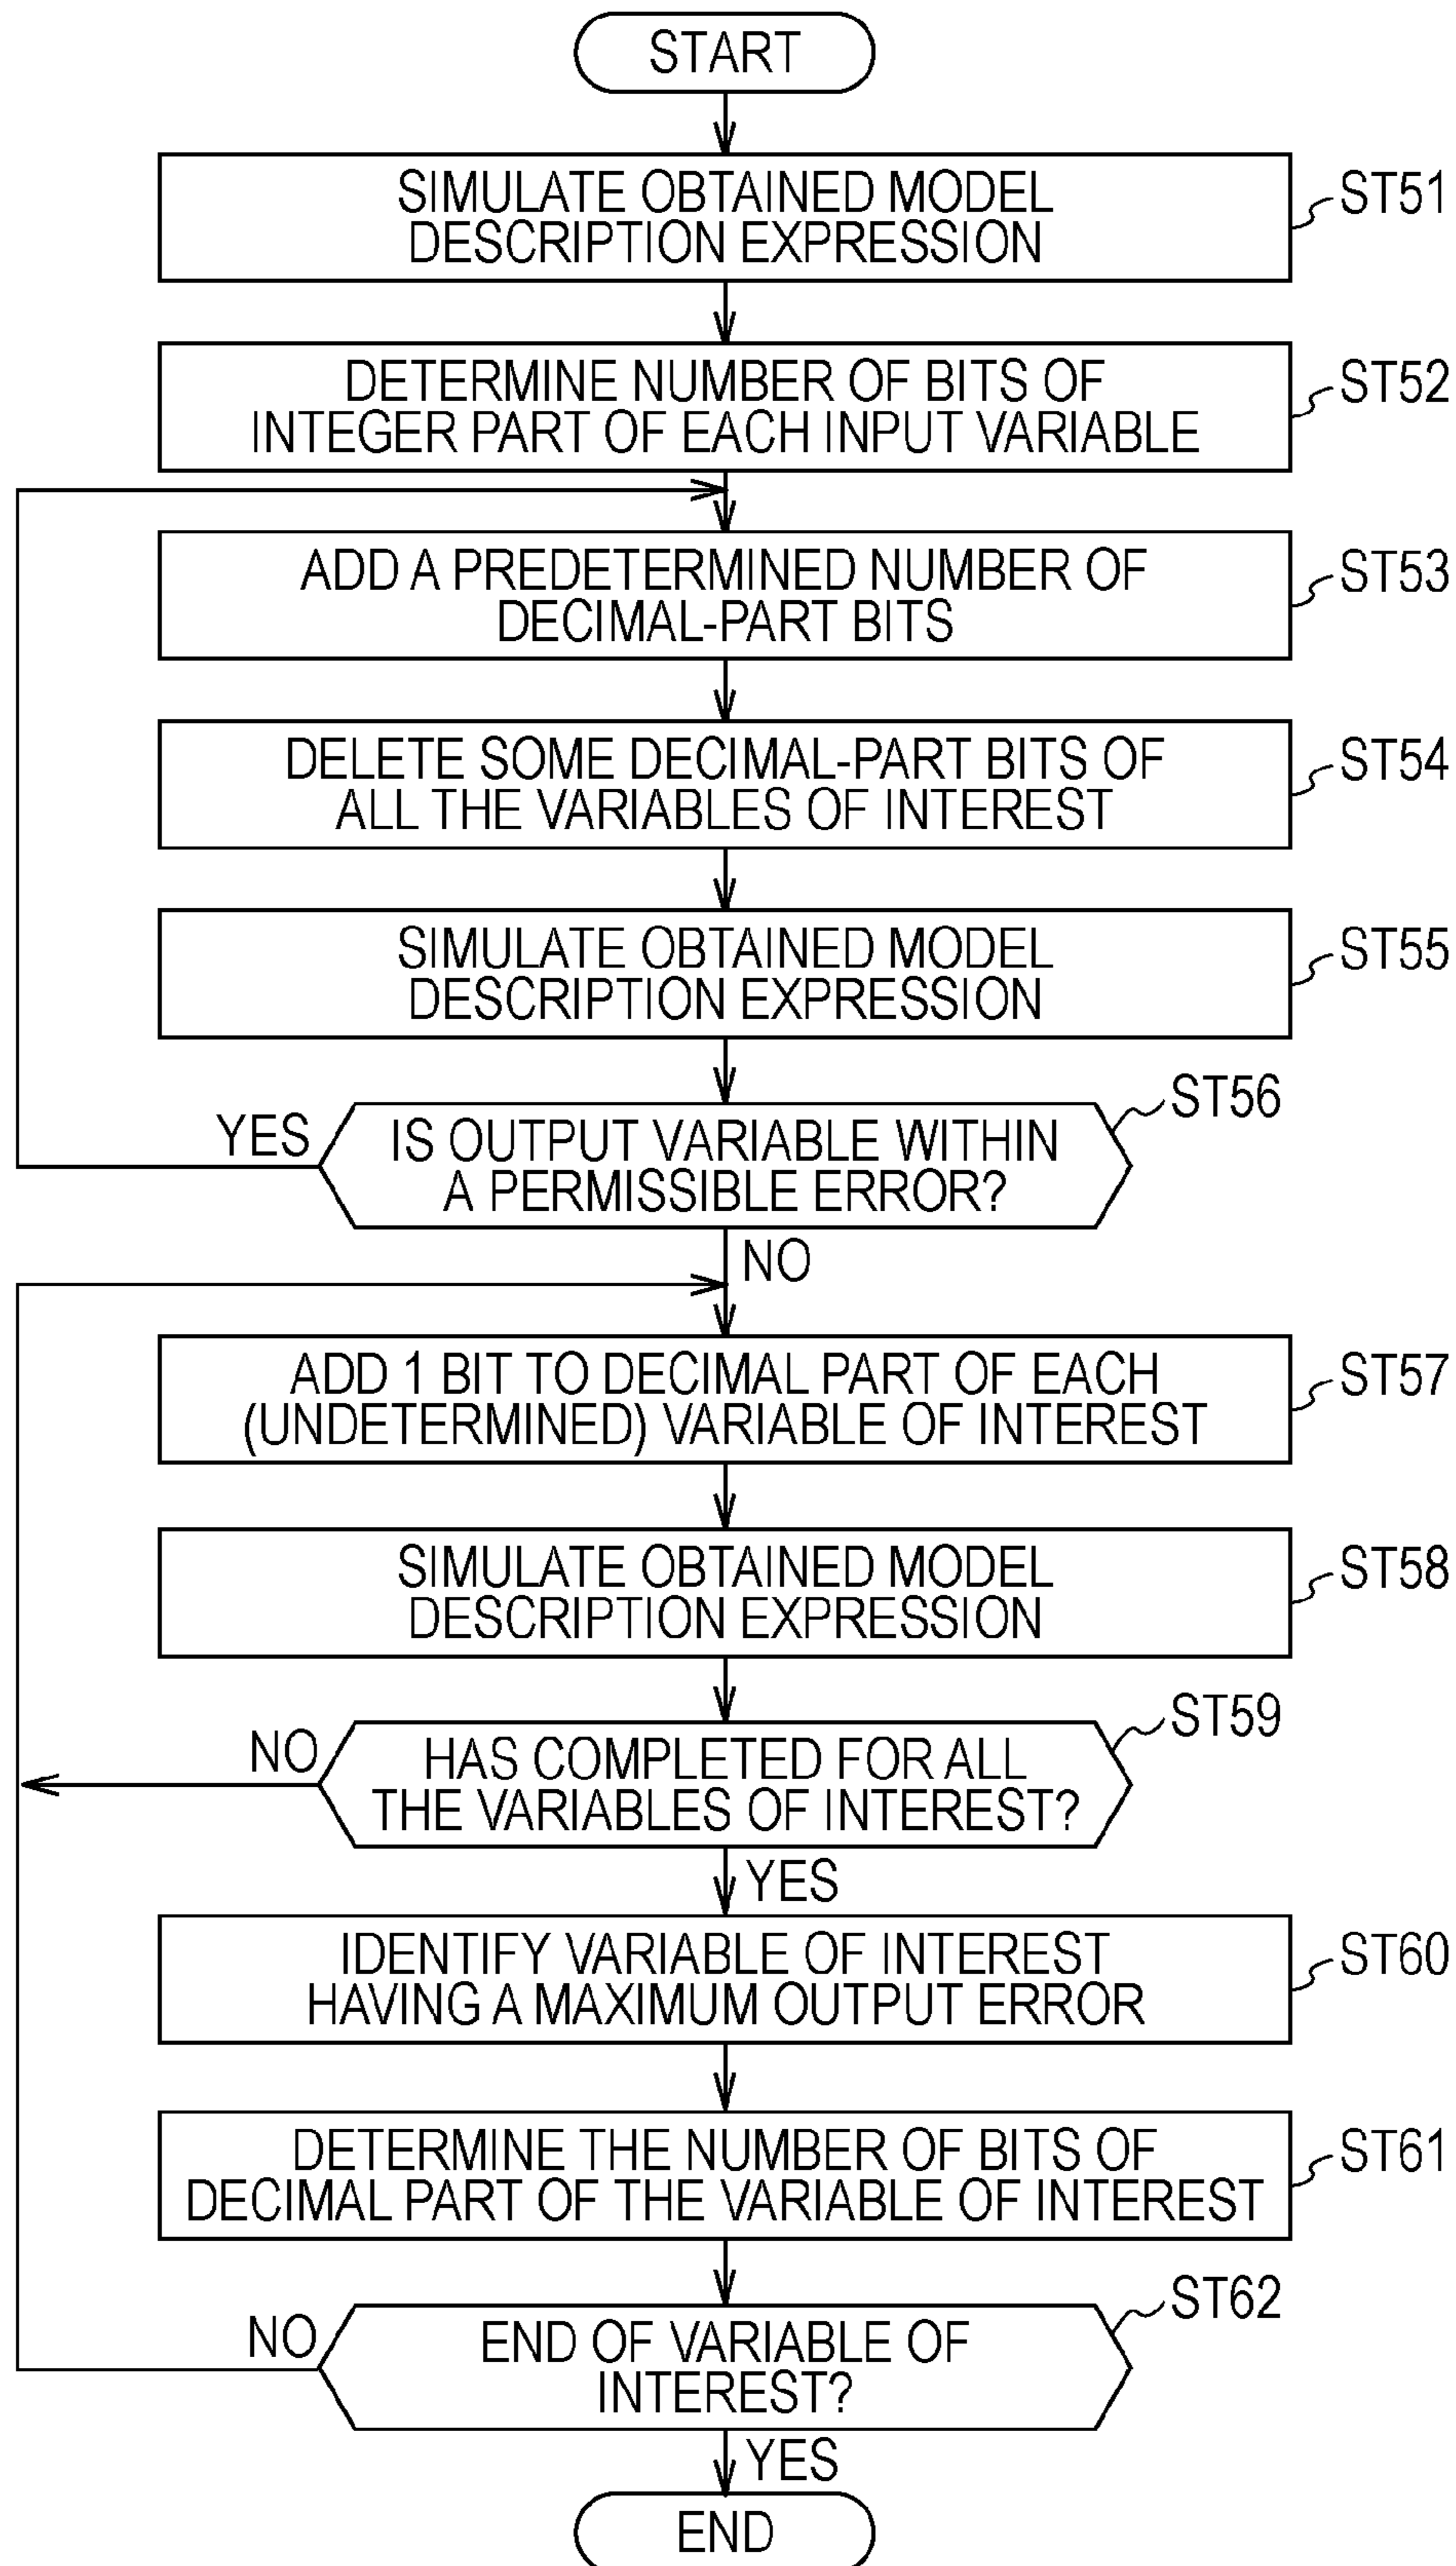 START
SIMULATE OBTAINED MODEL
DESCRIPTION EXPRESSION
ST51
DETERMINE NUMBER OF BITS OF
INTEGER PART OF EACH INPUT VARIABLE
ST52
ADD A PREDETERMINED NUMBER OF
DECIMAL-PART BITS
ST53
DELETE SOME DECIMAL-PART BITS OF
ALL THE VARIABLES OF INTEREST
ST54
SIMULATE OBTAINED MODEL
DESCRIPTION EXPRESSION
ST55
ST56
YES
IS OUTPUT VARIABLE WITHIN
A PERMISSIBLE ERROR?
NO
ADD 1 BIT TO DECIMAL PART OF EACH
(UNDETERMINED) VARIABLE OF INTEREST
ST57
SIMULATE OBTAINED MODEL
DESCRIPTION EXPRESSION
ST58
ST59
NO
HAS COMPLETED FOR ALL
THE VARIABLES OF INTEREST?
YES
IDENTIFY VARIABLE OF INTEREST
HAVING A MAXIMUM OUTPUT ERROR
ST60
DETERMINE THE NUMBER OF BITS OF
DECIMAL PART OF THE VARIABLE OF INTEREST
ST61
ST62
NO
END OF VARIABLE OF
INTEREST?
YES
END